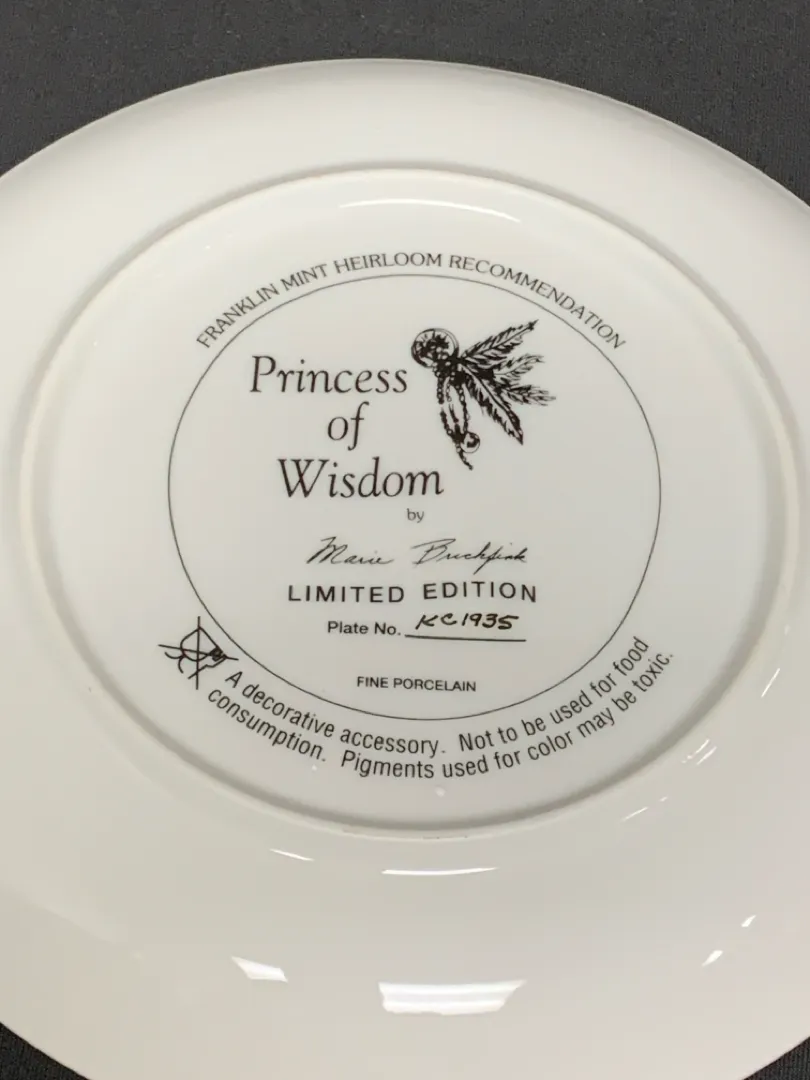 FRANKLIN MINT HEIRLOOM RECOMMENDATION
Princess
of
Wisdom
by
Marie Buchfink
LIMITED EDITION
Plate No. KC1935
FINE PORCELAIN
A decorative accessory. Not to be used for food
consumption. Pigments used for color may be toxic.